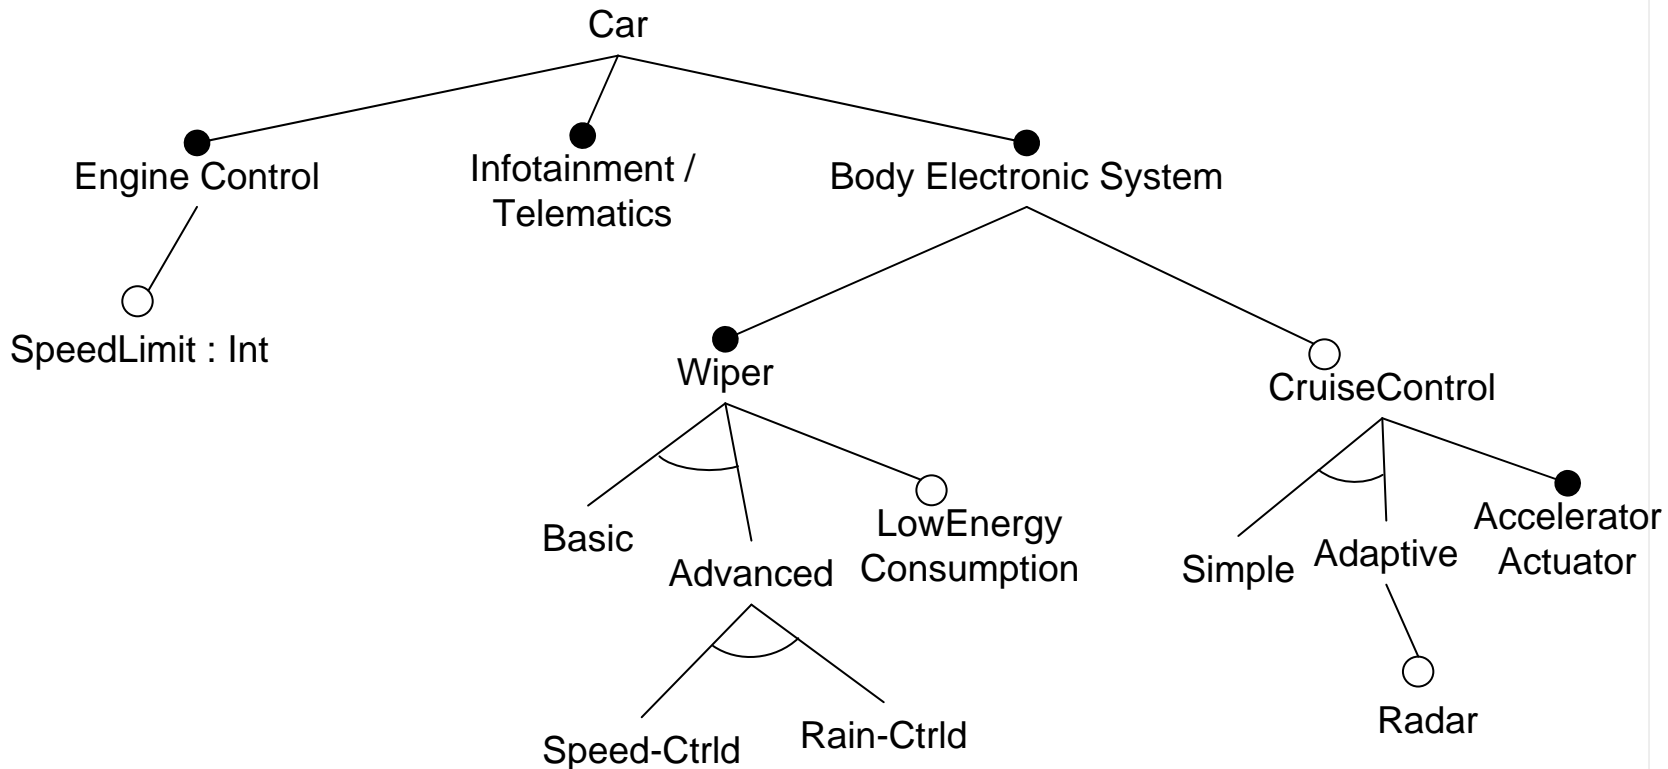 Car
Engine Control
Infotainment /
Telematics
Body Electronic System
SpeedLimit : Int
Wiper
CruiseControl
Basic
Advanced
LowEnergy
Consumption
Simple
Adaptive
Accelerator
Actuator
Speed-Ctrld
Rain-Ctrld
Radar